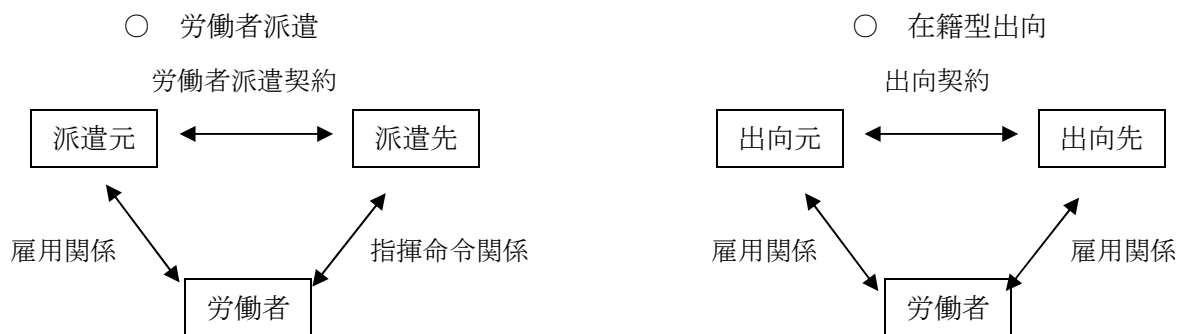 ○ 労働者派遣
労働者派遣契約
派遣元
派遣先
雇用関係
指揮命令関係
労働者
○ 在籍型出向
出向契約
出向元
出向先
雇用関係
雇用関係
労働者